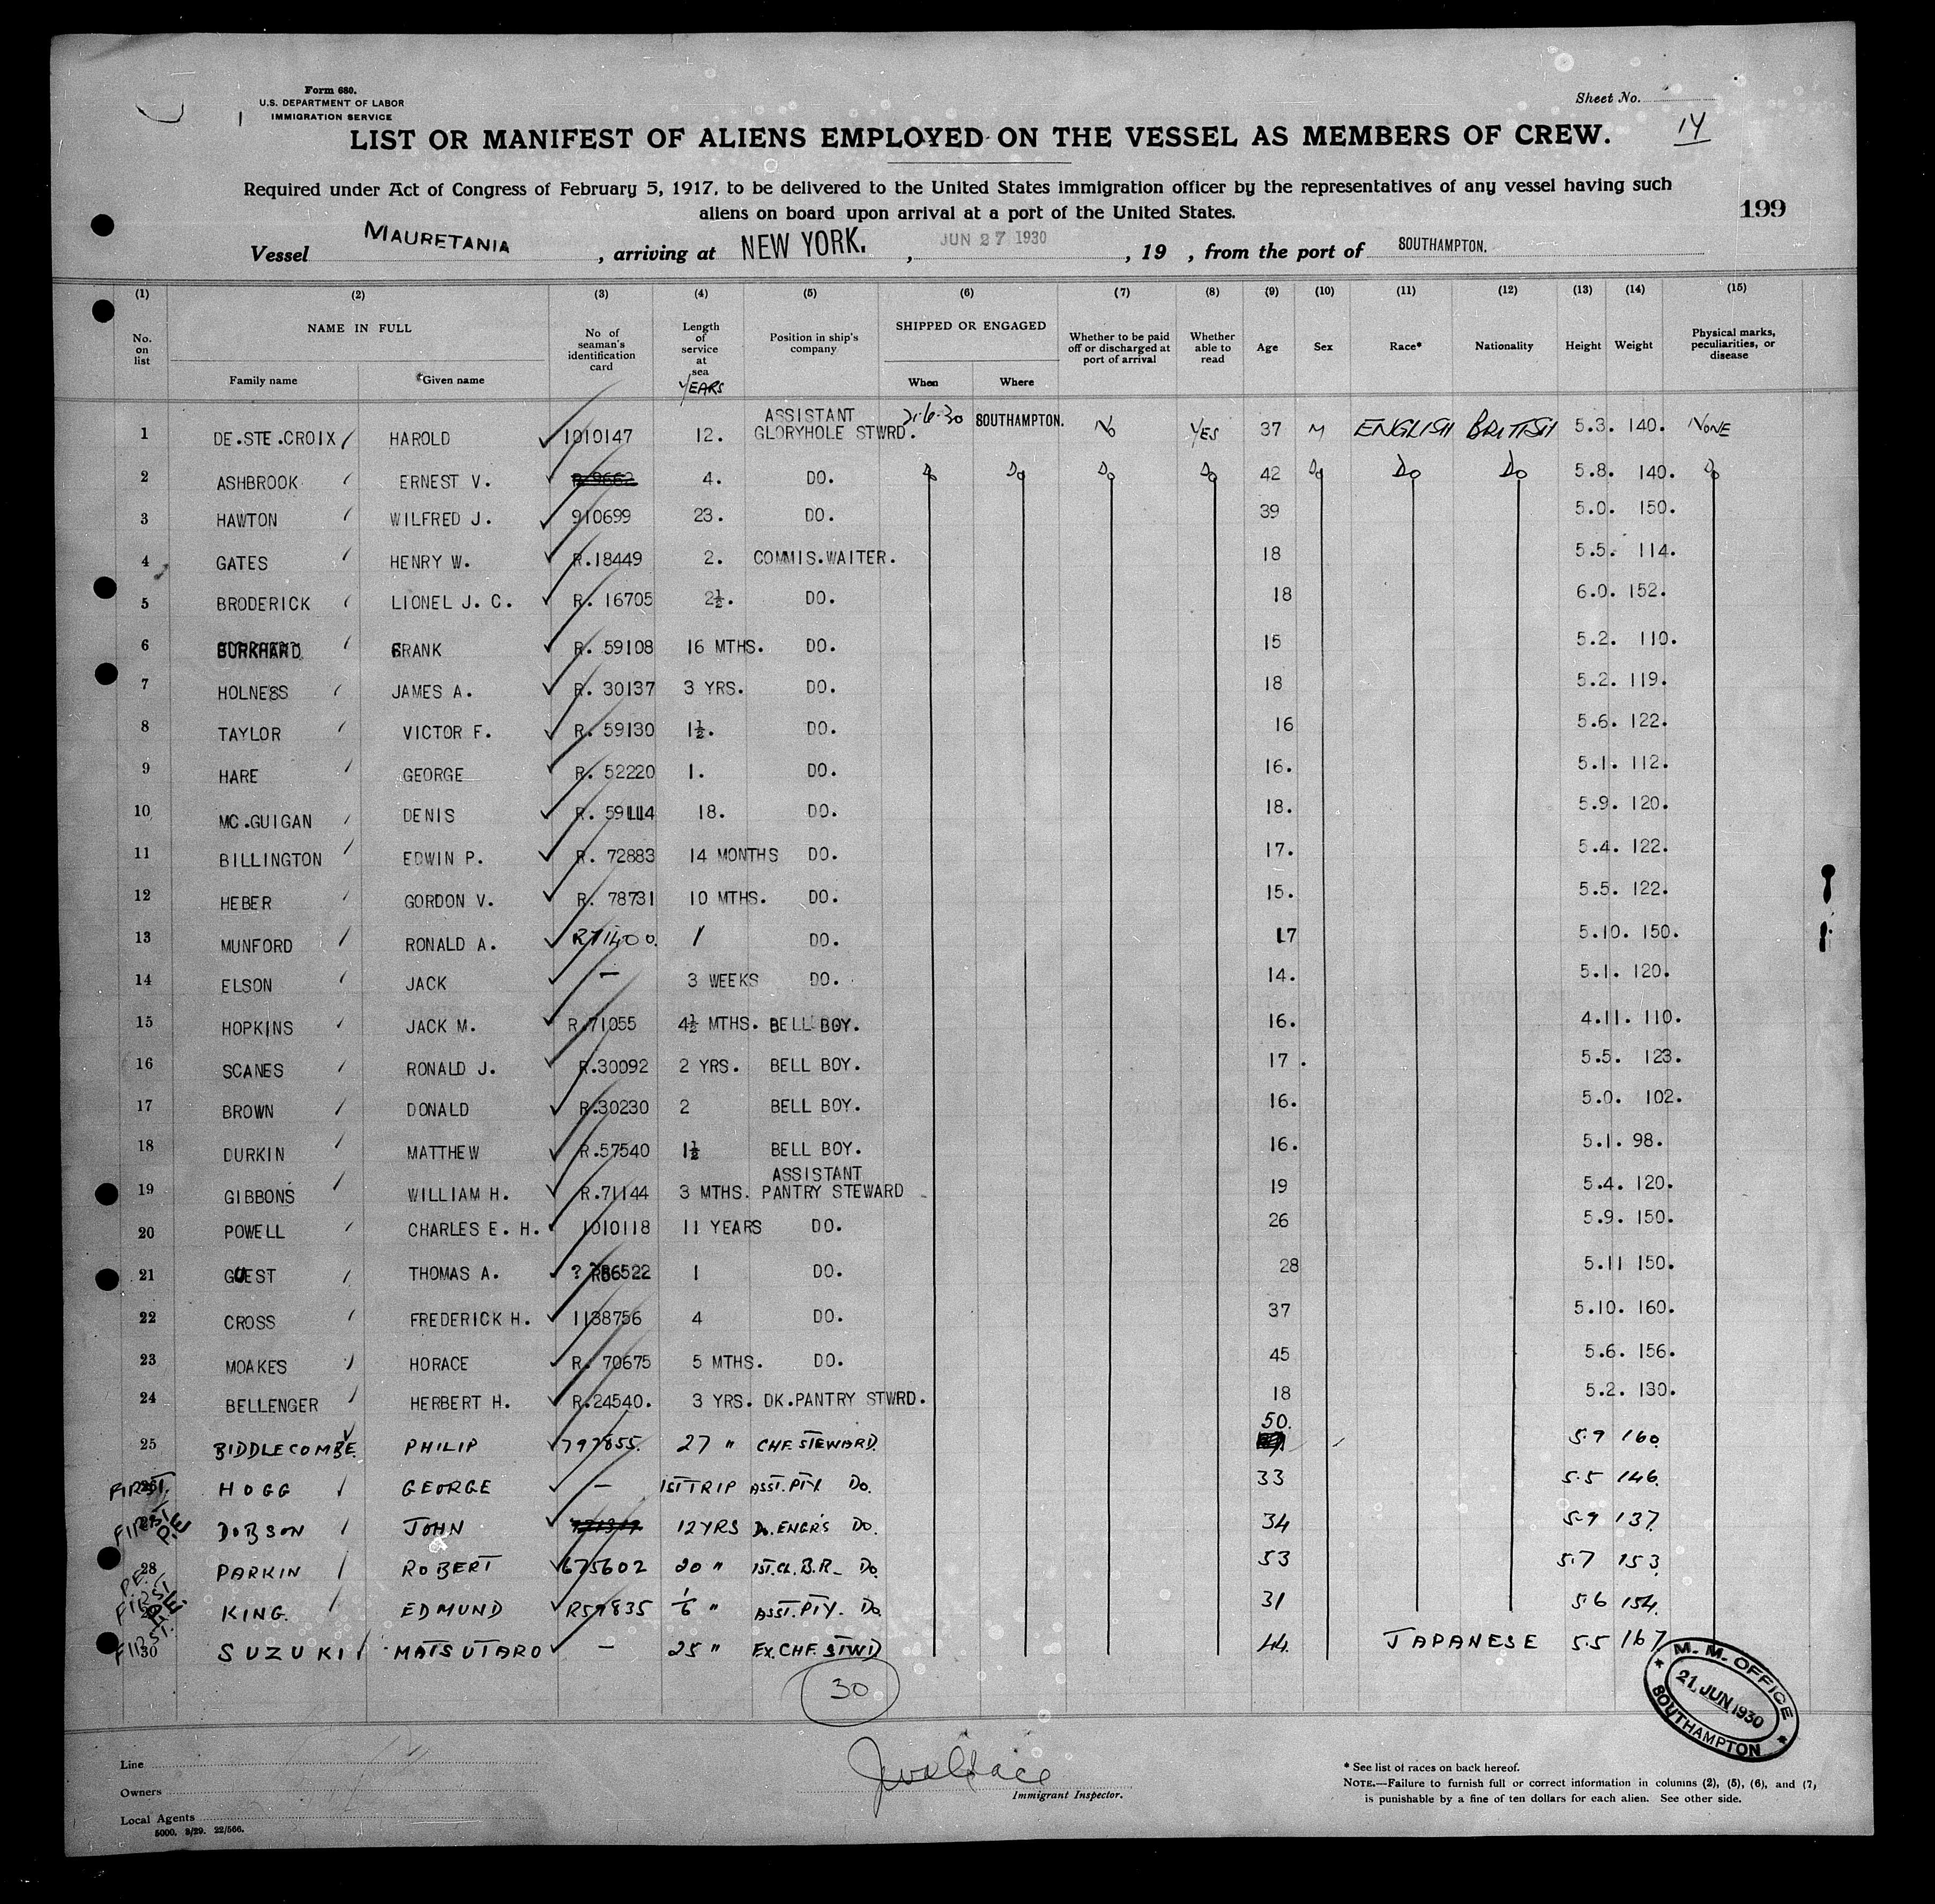 Form 680.
U.S. DEPARTMENT OF LABOR
IMMIGRATION SERVICE
Sheet No.
14
LIST OR MANIFEST OF ALIENS EMPLOYED ON THE VESSEL AS MEMBERS OF CREW.
Required under Act of Congress of February 5, 1917, to be delivered to the United States immigration officer by the representatives of any vessel having such
aliens on board upon arrival at a port of the United States.
199
Vessel MAURETANIA, arriving at NEW YORK. , JUN 27 1930, 19 , from the port of SOUTHAMPTON.
(1) (2) (3) (4) (5) (6) (7) (8) (9) (10) (11) (12) (13) (14) (15)
No. on list NAME IN FULL Family name Given name No of seaman's identification card Length of service at sea YEARS Position in ship's company SHIPPED OR ENGAGED When Where Whether to be paid off or discharged at port of arrival Whether able to read Age Sex Race* Nationality Height Weight Physical marks, peculiarities, or disease
1 DE.STE.CROIX HAROLD 1010147 12. ASSISTANT GLORYHOLE STWRD. 21-6-30 SOUTHAMPTON. No YES 37 M ENGLISH BRITISH 5.3. 140. NONE
2 ASHBROOK ERNEST V. 4. DO. Do Do Do Do 42 Do Do Do 5.8. 140. Do
3 HAWTON WILFRED J. 910699 23. DO. 39 5.0. 150.
4 GATES HENRY W. R.18449 2. COMMIS.WAITER. 18 5.5. 114.
5 BRODERICK LIONEL J. C. R. 16705 2½. DO. 18 6.0. 152.
6 BURKHARD FRANK R. 59108 16 MTHS. DO. 15 5.2. 110.
7 HOLNESS JAMES A. R. 30137 3 YRS. DO. 18 5.2. 119.
8 TAYLOR VICTOR F. R. 59130 1½. DO. 16 5.6. 122.
9 HARE GEORGE R. 52220 1. DO. 16. 5.1. 112.
10 MC.GUIGAN DENIS R. 59114 18. DO. 18. 5.9. 120.
11 BILLINGTON EDWIN P. R. 72883 14 MONTHS DO. 17. 5.4. 122.
12 HEBER GORDON V. R. 78731 10 MTHS. DO. 15. 5.5. 122.
13 MUNFORD RONALD A. R71400. 1 DO. 17 5.10. 150.
14 ELSON JACK — 3 WEEKS DO. 14. 5.1. 120.
15 HOPKINS JACK M. R.71055 4½ MTHS. BELL BOY. 16. 4.11. 110.
16 SCANES RONALD J. R.30092 2 YRS. BELL BOY. 17. 5.5. 123.
17 BROWN DONALD R.30230 2 BELL BOY. 16. 5.0. 102.
18 DURKIN MATTHEW R.57540 1½ BELL BOY. 16. 5.1. 98.
19 GIBBONS WILLIAM H. R.71144 3 MTHS. ASSISTANT PANTRY STEWARD 19 5.4. 120.
20 POWELL CHARLES E. H. 1010118 11 YEARS DO. 26 5.9. 150.
21 GUEST THOMAS A. ? R86522 1 DO. 28 5.11 150.
22 CROSS FREDERICK H. 1138756 4 DO. 37 5.10. 160.
23 MOAKES HORACE R. 70675 5 MTHS. DO. 45 5.6. 156.
24 BELLENGER HERBERT H. R.24540. 3 YRS. DK.PANTRY STWRD. 18 5.2. 130.
25 BIDDLECOMBE PHILIP 797855. 27 " CHF. STEWARD. 50. 5.9 160.
FIRST. HOGG GEORGE — 1ST TRIP ASST. PTY. DO. 33 5.5 146.
DOBSON JOHN 12 YRS DO. ENGR'S DO. 34 5.9 137.
28 PARKIN ROBERT 675602 20 " 1ST. CL. B.R. DO. 53 5.7 153.
KING. EDMUND R59835 1/6 " ASST. PTY. DO. 31 5.6 154.
30 SUZUKI MATSUTARO — 25 " EX. CHF. STWD 44. JAPANESE 5.5 167
30
M. M. OFFICE
21 JUN 1930
SOUTHAMPTON
Line
Owners
Local Agents
5000. 3/29. 22/566.
J Wallace
Immigrant Inspector.
* See list of races on back hereof.
NOTE.—Failure to furnish full or correct information in columns (2), (5), (6), and (7,
is punishable by a fine of ten dollars for each alien. See other side.